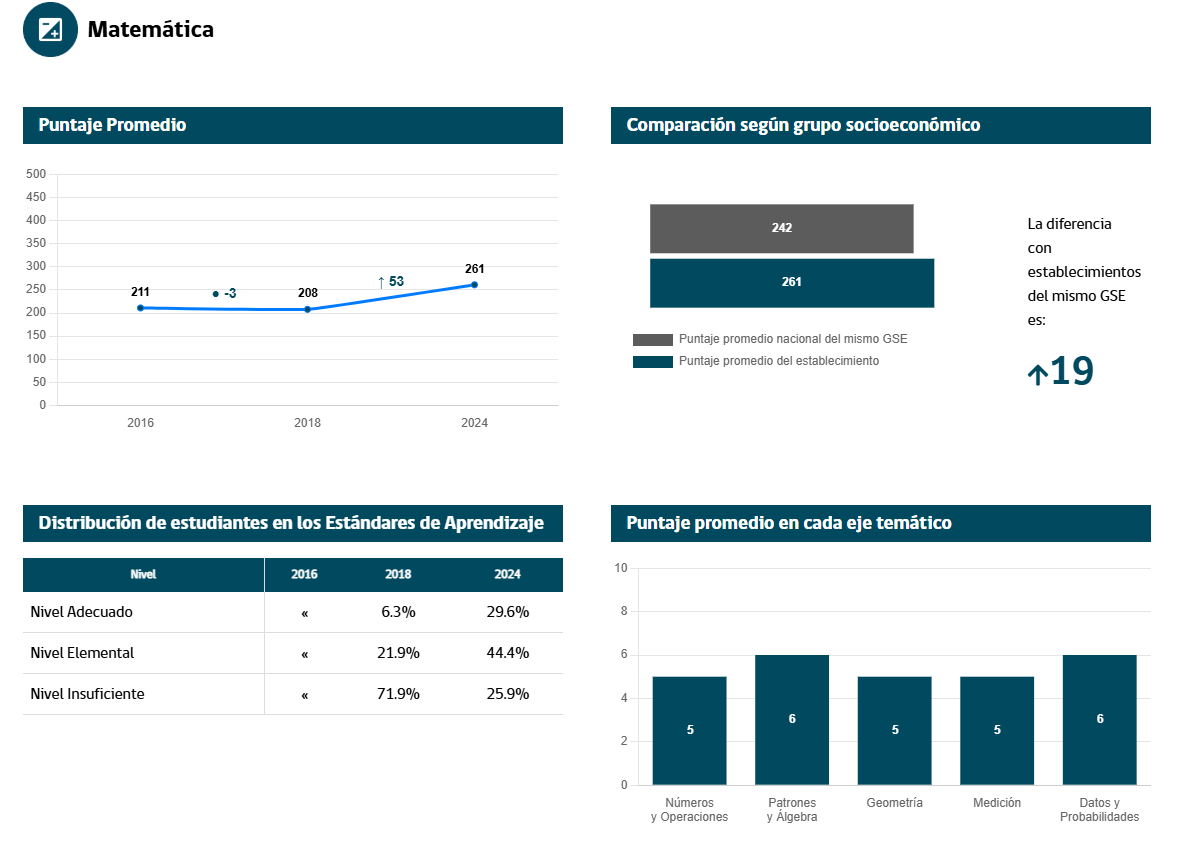 Matemática
Puntaje Promedio
500
450
400
350
300
250
200
150
100
50
0
211
● -3
208
↑ 53
261
2016 2018 2024
Comparación según grupo socioeconómico
242
261
Puntaje promedio nacional del mismo GSE
Puntaje promedio del establecimiento
La diferencia
con
establecimientos
del mismo GSE
es:
↑19
Distribución de estudiantes en los Estándares de Aprendizaje
Nivel 2016 2018 2024
Nivel Adecuado « 6.3% 29.6%
Nivel Elemental « 21.9% 44.4%
Nivel Insuficiente « 71.9% 25.9%
Puntaje promedio en cada eje temático
10
8
6
4
2
0
5 6 5 5 6
Números
y Operaciones
Patrones
y Álgebra
Geometría
Medición
Datos y
Probabilidades